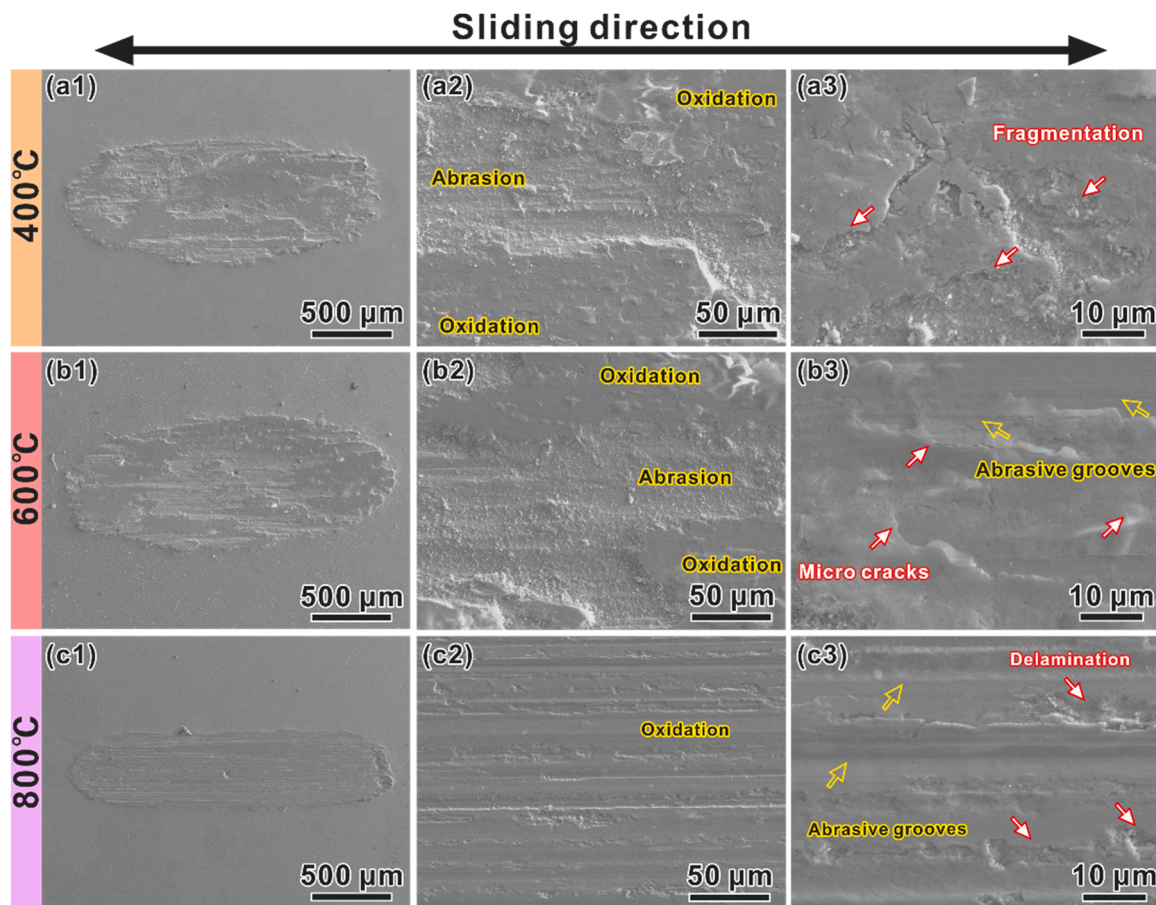 Sliding direction
400℃
(a1)
500 μm
(a2)
Oxidation
Abrasion
Oxidation
50 μm
(a3)
Fragmentation
10 μm
600℃
(b1)
500 μm
(b2)
Oxidation
Abrasion
Oxidation
50 μm
(b3)
Abrasive grooves
Micro cracks
10 μm
800℃
(c1)
500 μm
(c2)
Oxidation
50 μm
(c3)
Delamination
Abrasive grooves
10 μm